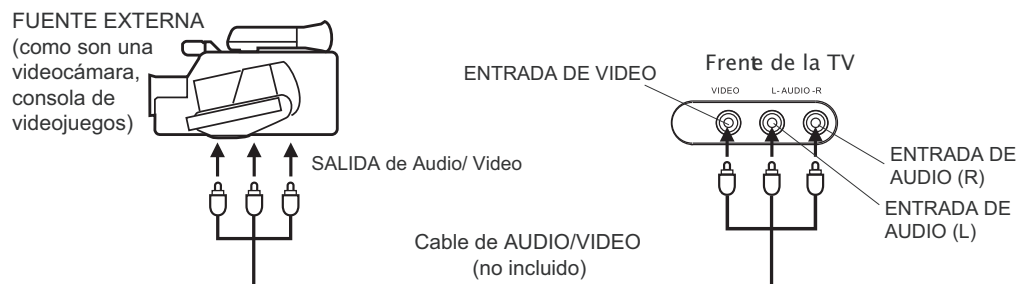 FUENTE EXTERNA
(como son una
videocámara,
consola de
videojuegos)
SALIDA de Audio/ Video
Cable de AUDIO/VIDEO
(no incluido)
ENTRADA DE VIDEO
Frente de la TV
VIDEO L- AUDIO -R
ENTRADA DE
AUDIO (R)
ENTRADA DE
AUDIO (L)